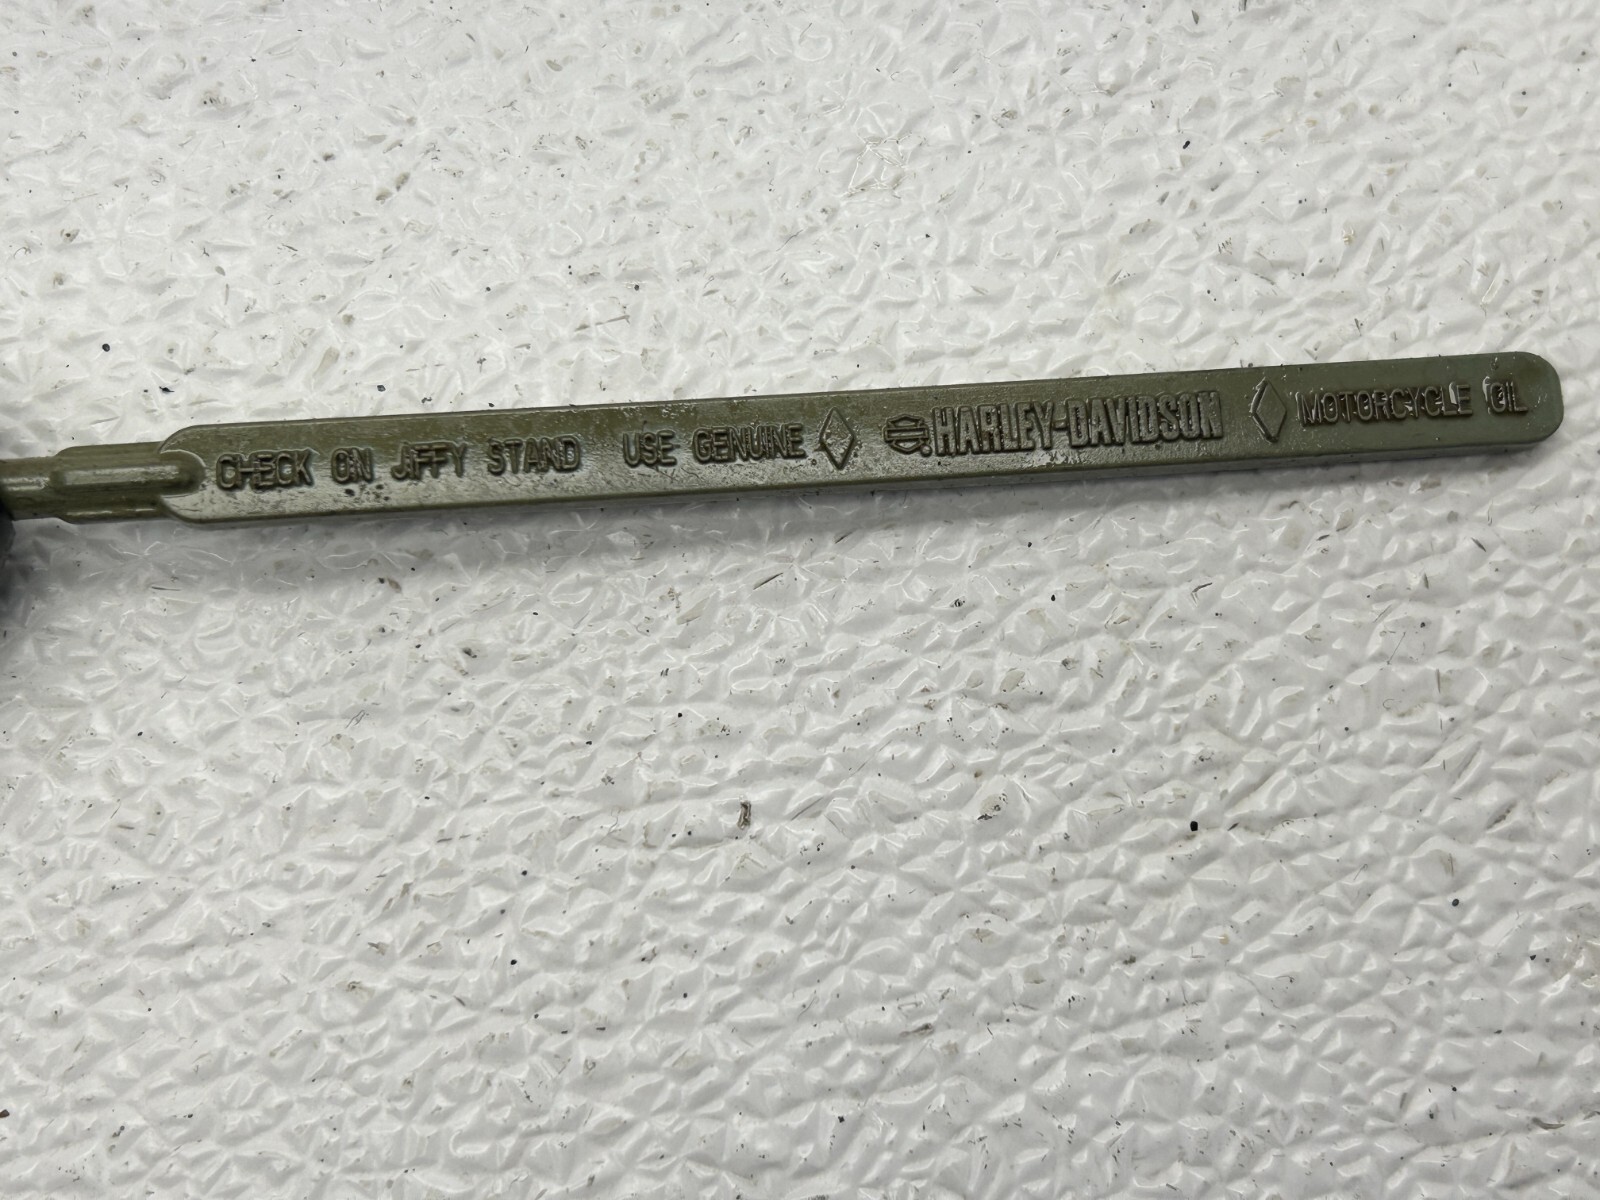 CHECK ON JIFFY STAND USE GENUINE HARLEY-DAVIDSON MOTORCYCLE OIL